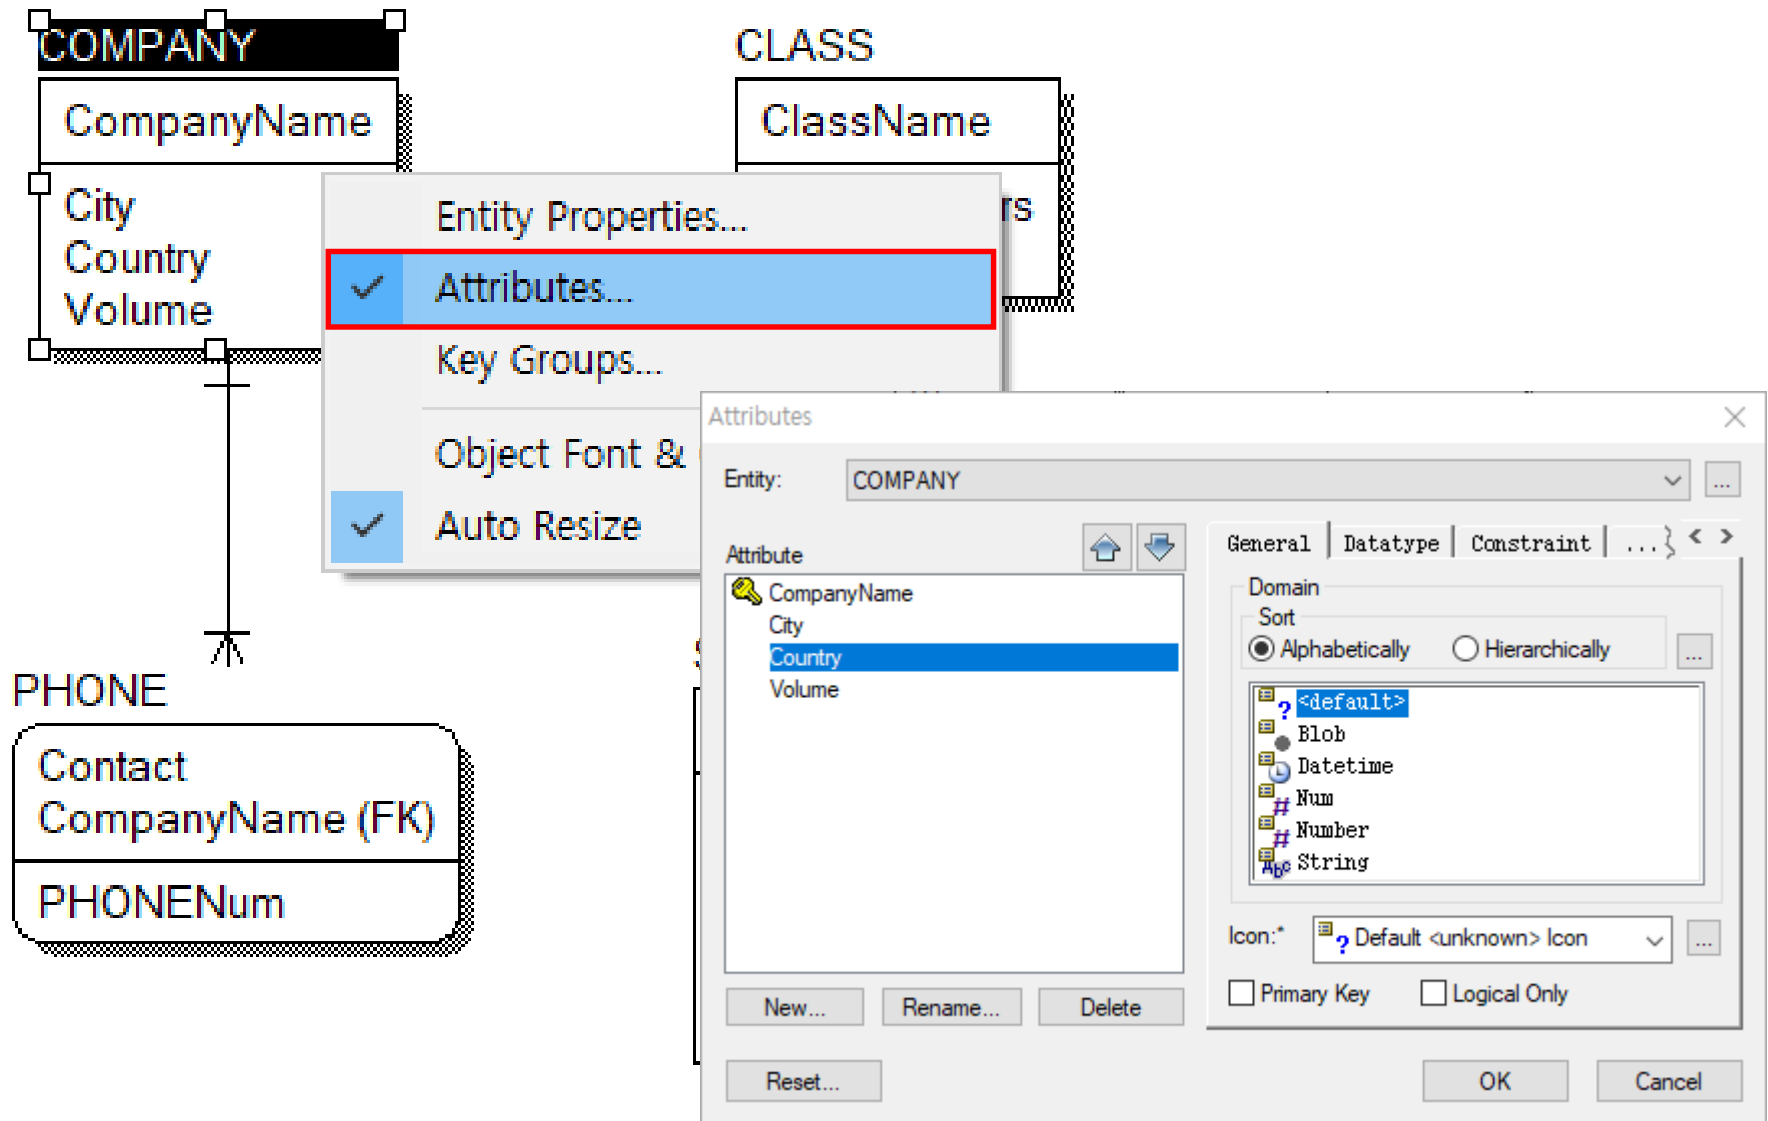 COMPANY
CompanyName
City
Country
Volume
CLASS
ClassName
rs
Entity Properties...
Attributes...
Key Groups...
Object Font &
Auto Resize
PHONE
Contact
CompanyName (FK)
PHONENum
Attributes
Entity:
COMPANY
...
Attribute
CompanyName
City
Country
Volume
New...
Rename...
Delete
General
Datatype
Constraint
...
Domain
Sort
Alphabetically
Hierarchically
...
<default>
Blob
Datetime
Num
Number
String
Icon:*
Default <unknown> Icon
...
Primary Key
Logical Only
Reset...
OK
Cancel